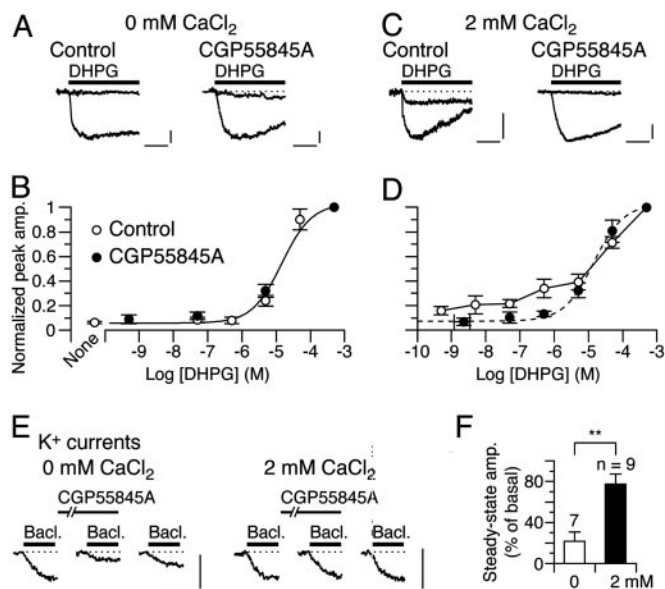 A
0 mM CaCl2
Control
DHPG
CGP55845A
DHPG
C
2 mM CaCl2
Control
DHPG
CGP55845A
DHPG
B
Normalized peak amp.
1
0.8
0.6
0.4
0.2
0
Control
CGP55845A
None
-9
-8
-7
-6
-5
-4
-3
Log [DHPG] (M)
D
-10
-9
-8
-7
-6
-5
-4
-3
Log [DHPG] (M)
E
K+ currents
0 mM CaCl2
CGP55845A
Bacl.
Bacl.
Bacl.
2 mM CaCl2
CGP55845A
Bacl.
Bacl.
Bacl.
F
Steady-state amp.
(% of basal)
80
40
0
**
7
n = 9
0
2 mM